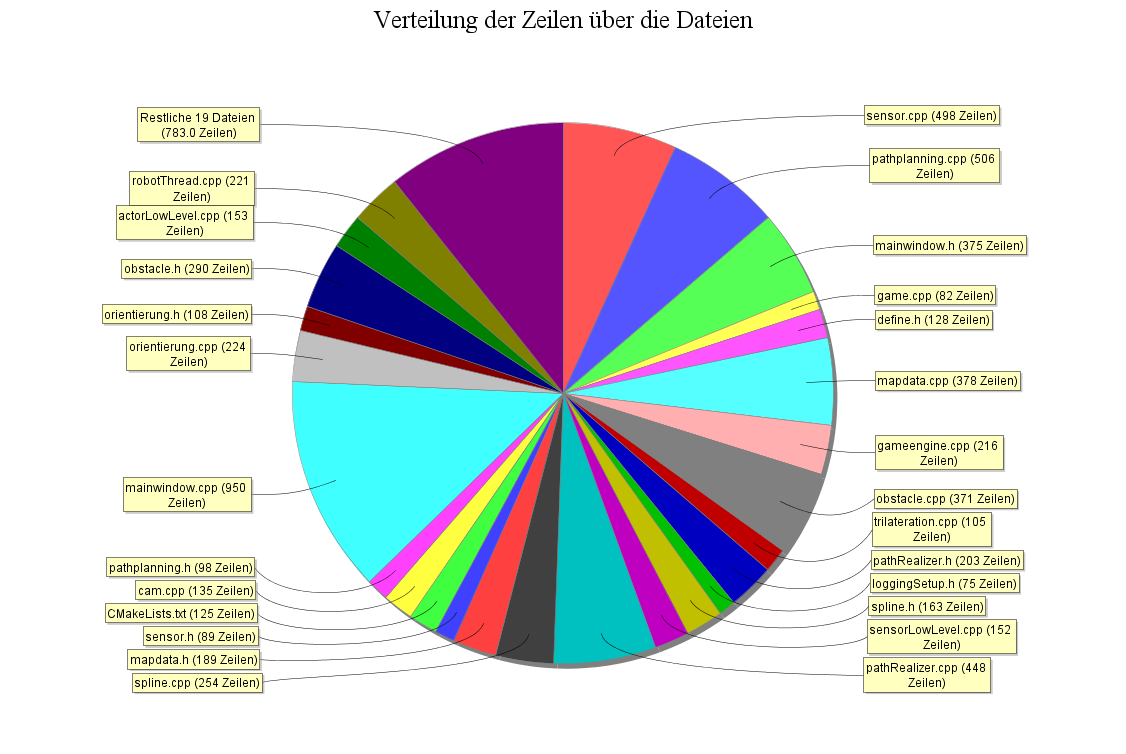 Verteilung der Zeilen über die Dateien
sensor.cpp (498 Zeilen)
pathplanning.cpp (506
Zeilen)
mainwindow.h (375 Zeilen)
game.cpp (82 Zeilen)
define.h (128 Zeilen)
mapdata.cpp (378 Zeilen)
gameengine.cpp (216
Zeilen)
obstacle.cpp (371 Zeilen)
trilateration.cpp (105
Zeilen)
pathRealizer.h (203 Zeilen)
loggingSetup.h (75 Zeilen)
spline.h (163 Zeilen)
sensorLowLevel.cpp (152
Zeilen)
pathRealizer.cpp (448
Zeilen)
spline.cpp (254 Zeilen)
mapdata.h (189 Zeilen)
sensor.h (89 Zeilen)
CMakeLists.txt (125 Zeilen)
cam.cpp (135 Zeilen)
pathplanning.h (98 Zeilen)
mainwindow.cpp (950
Zeilen)
orientierung.cpp (224
Zeilen)
orientierung.h (108 Zeilen)
obstacle.h (290 Zeilen)
actorLowLevel.cpp (153
Zeilen)
robotThread.cpp (221
Zeilen)
Restliche 19 Dateien
(783.0 Zeilen)